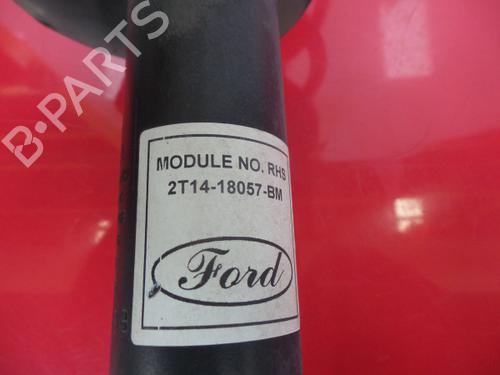 B-PARTS
MODULE NO. RHS
2T14-18057-BM
Ford